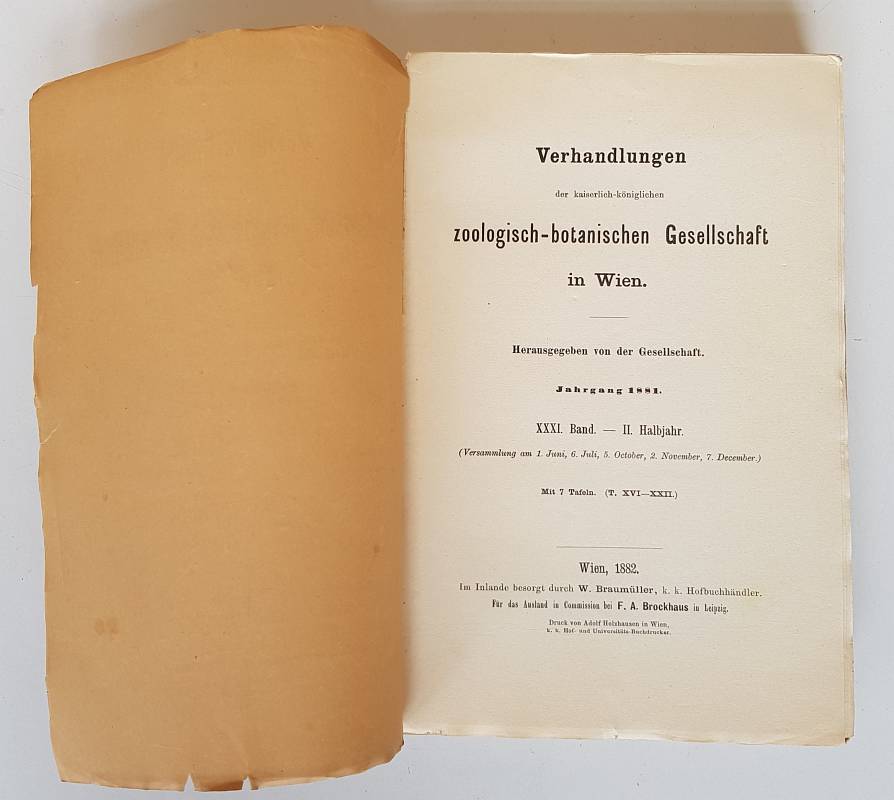 Verhandlungen
der kaiserlich-königlichen
zoologisch-botanischen Gesellschaft
in Wien.
Herausgegeben von der Gesellschaft.
Jahrgang 1881.
XXXI. Band. — II. Halbjahr.
(Versammlung am 1. Juni, 6. Juli, 5. October, 2. November, 7. December.)
Mit 7 Tafeln. (T. XVI—XXII.)
Wien, 1882.
Im Inlande besorgt durch W. Braumüller, k. k. Hofbuchhändler.
Für das Ausland in Commission bei F. A. Brockhaus in Leipzig.
Druck von Adolf Holzhausen in Wien,
k. k. Hof- und Universitäts-Buchdrucker.